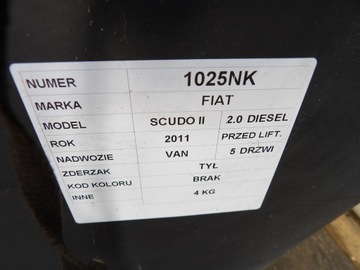 NUMER 1025NK
MARKA FIAT
MODEL SCUDO II 2.0 DIESEL
ROK 2011 PRZED LIFT.
NADWOZIE VAN 5 DRZWI
ZDERZAK TYŁ
KOD KOLORU BRAK
INNE 4 KG